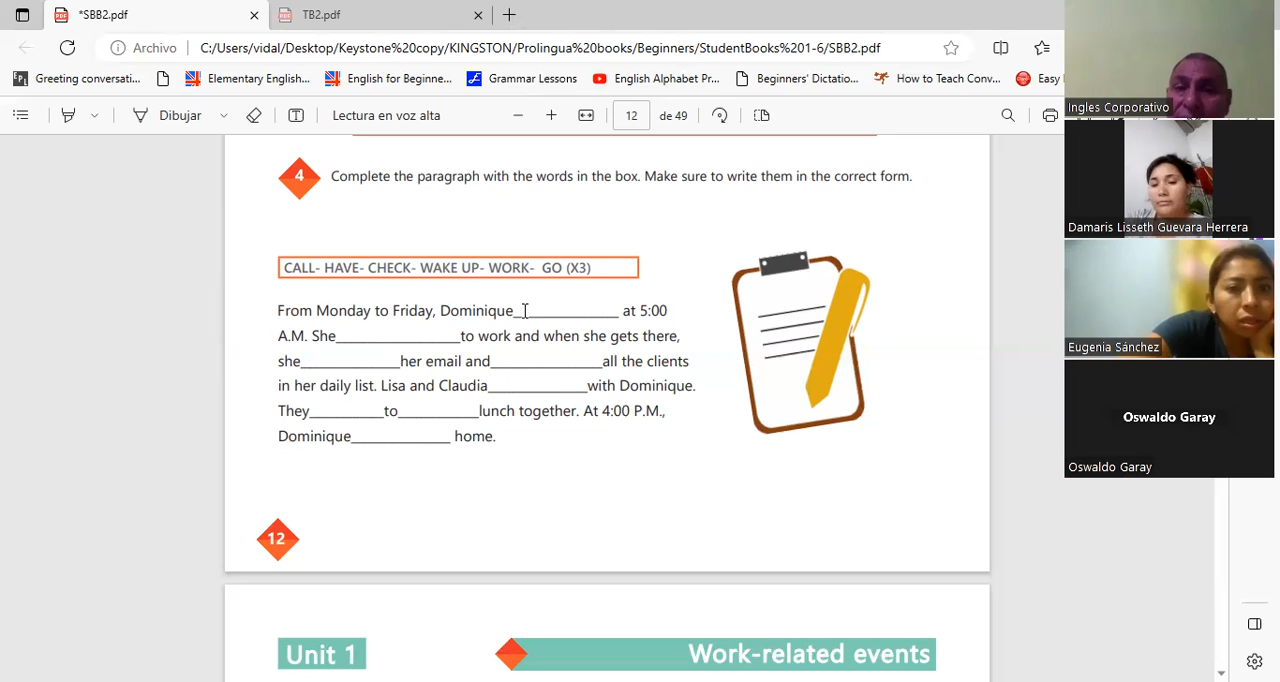 *SBB2.pdf
TB2.pdf
Archivo
C:/Users/vidal/Desktop/Keystone%20copy/KINGSTON/Prolingua%20books/Beginners/StudentBooks%201-6/SBB2.pdf
Greeting conversati...
Elementary English...
English for Beginne...
Grammar Lessons
English Alphabet Pr...
Beginners' Dictatio...
How to Teach Conv...
Easy
Dibujar
Lectura en voz alta
12
de 49
4
Complete the paragraph with the words in the box. Make sure to write them in the correct form.
CALL- HAVE- CHECK- WAKE UP- WORK- GO (X3)
From Monday to Friday, Dominique_____________ at 5:00
A.M. She_______________to work and when she gets there,
she____________her email and_____________all the clients
in her daily list. Lisa and Claudia____________with Dominique.
They_________to__________lunch together. At 4:00 P.M.,
Dominique____________ home.
12
Unit 1
Work-related events
Ingles Corporativo
Damaris Lisseth Guevara Herrera
Eugenia Sánchez
Oswaldo Garay
Oswaldo Garay